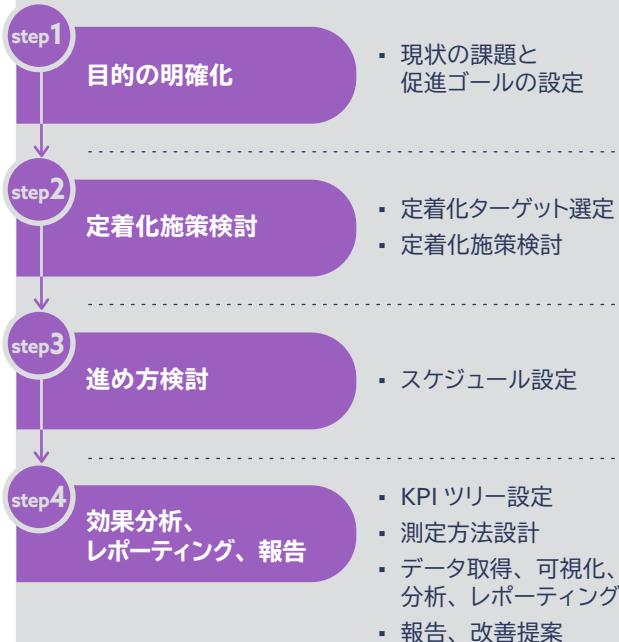 step1
目的の明確化
▪ 現状の課題と
促進ゴールの設定
step2
定着化施策検討
▪ 定着化ターゲット選定
▪ 定着化施策検討
step3
進め方検討
▪ スケジュール設定
step4
効果分析、
レポーティング、報告
▪ KPI ツリー設定
▪ 測定方法設計
▪ データ取得、可視化、
分析、レポーティング
▪ 報告、改善提案